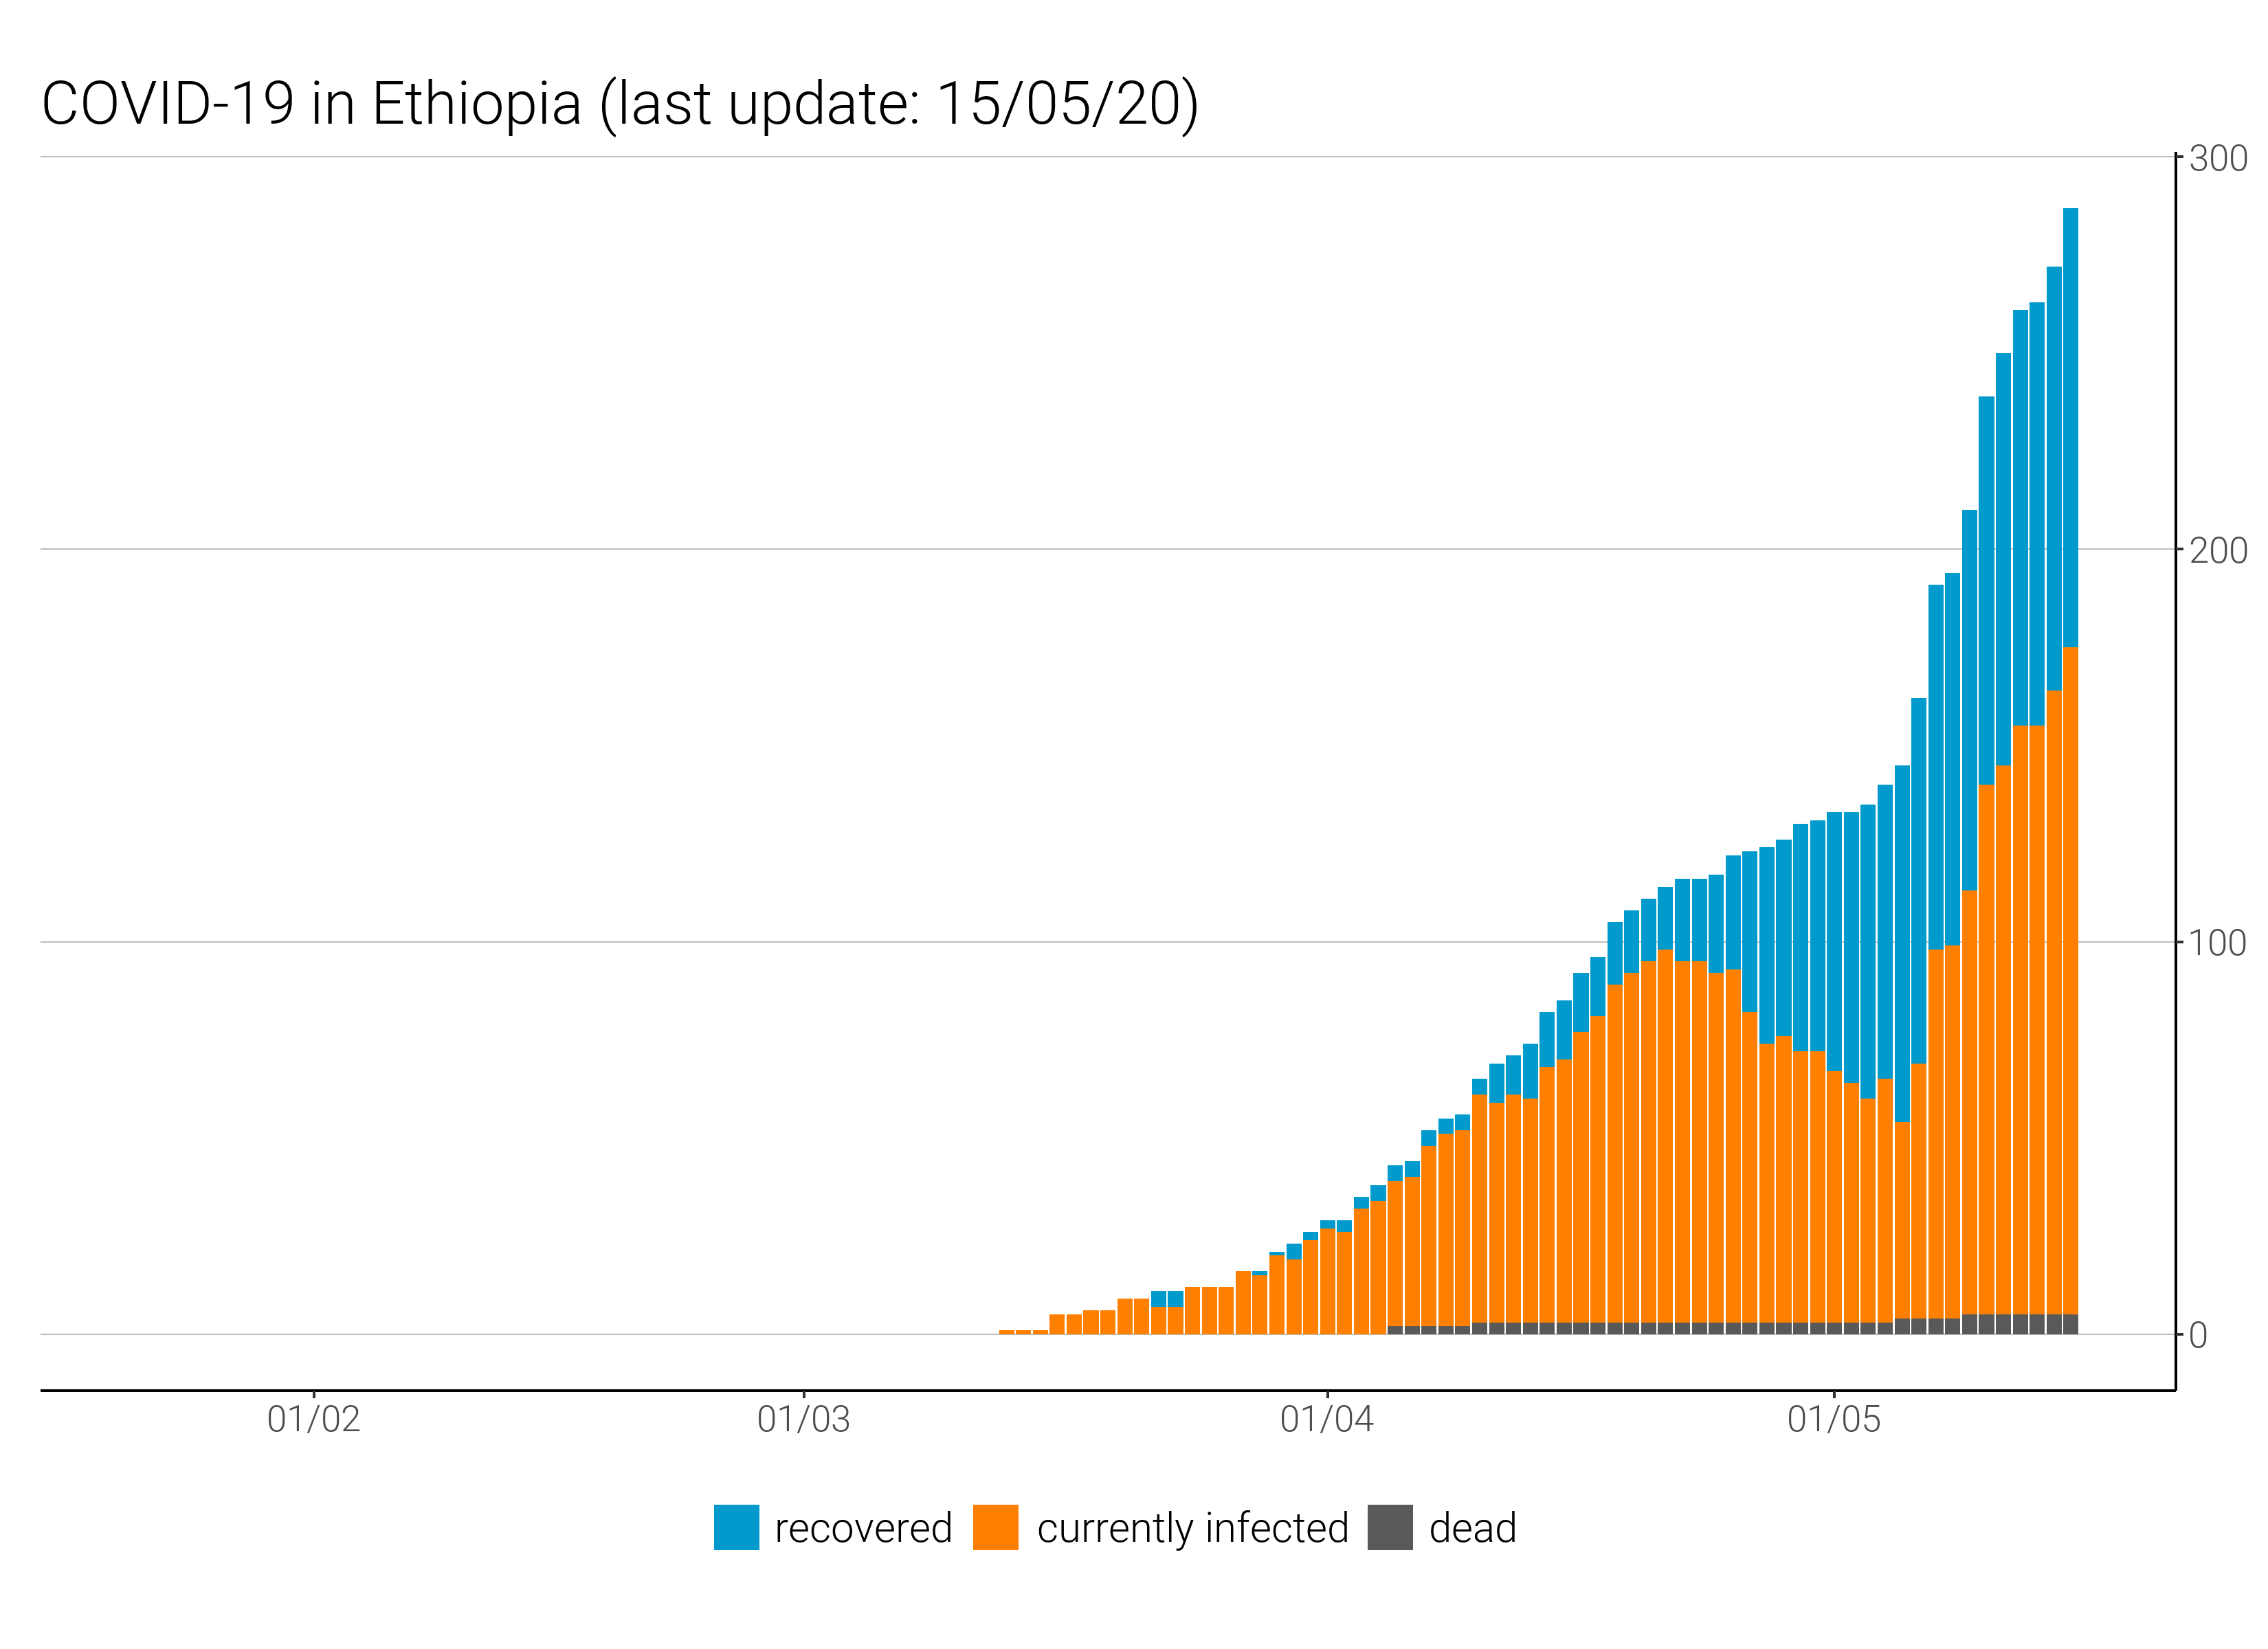 COVID-19 in Ethiopia (last update: 15/05/20)
300
200
100
0
01/02 01/03 01/04 01/05
recovered currently infected dead